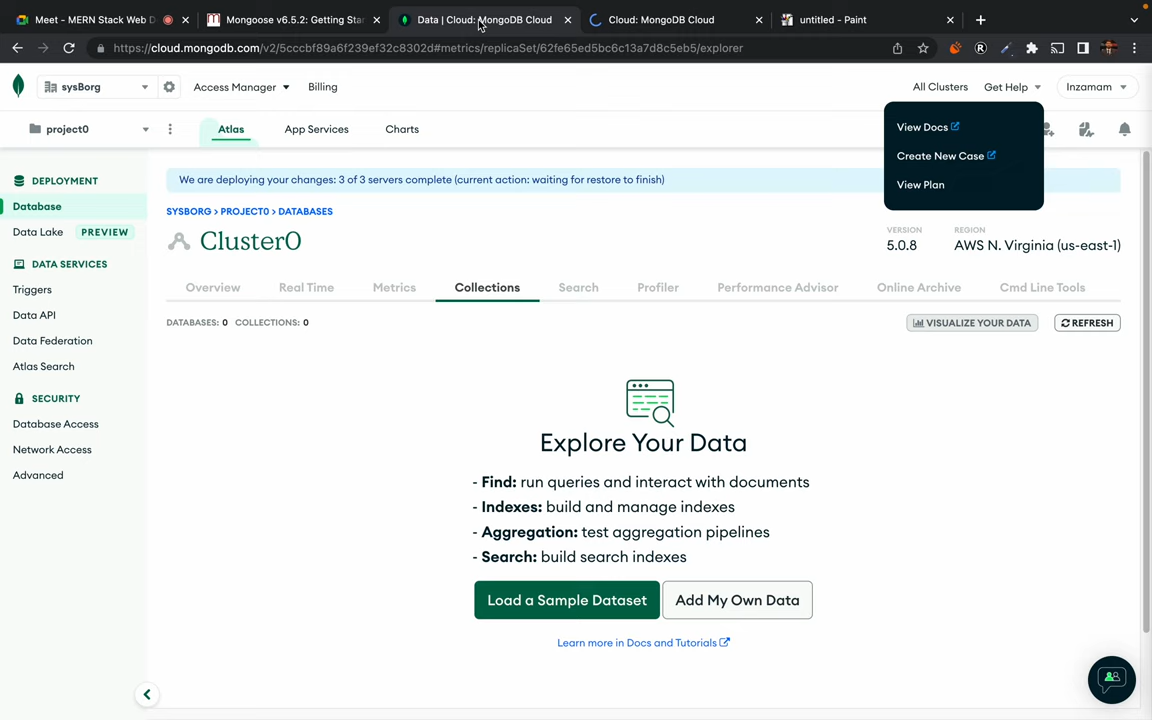 Meet - MERN Stack Web D
Mongoose v6.5.2: Getting Star
Data | Cloud: MongoDB Cloud
Cloud: MongoDB Cloud
untitled - Paint
https://cloud.mongodb.com/v2/5cccbf89a6f239ef32c8302d#metrics/replicaSet/62fe65ed5bc6c13a7d8c5eb5/explorer
sysBorg
Access Manager
Billing
All Clusters
Get Help
Inzamam
project0
Atlas
App Services
Charts
View Docs
Create New Case
View Plan
DEPLOYMENT
Database
Data Lake PREVIEW
DATA SERVICES
Triggers
Data API
Data Federation
Atlas Search
SECURITY
Database Access
Network Access
Advanced
We are deploying your changes: 3 of 3 servers complete (current action: waiting for restore to finish)
SYSBORG > PROJECT0 > DATABASES
Cluster0
VERSION
5.0.8
REGION
AWS N. Virginia (us-east-1)
Overview
Real Time
Metrics
Collections
Search
Profiler
Performance Advisor
Online Archive
Cmd Line Tools
DATABASES: 0 COLLECTIONS: 0
VISUALIZE YOUR DATA
REFRESH
Explore Your Data
- Find: run queries and interact with documents
- Indexes: build and manage indexes
- Aggregation: test aggregation pipelines
- Search: build search indexes
Load a Sample Dataset
Add My Own Data
Learn more in Docs and Tutorials